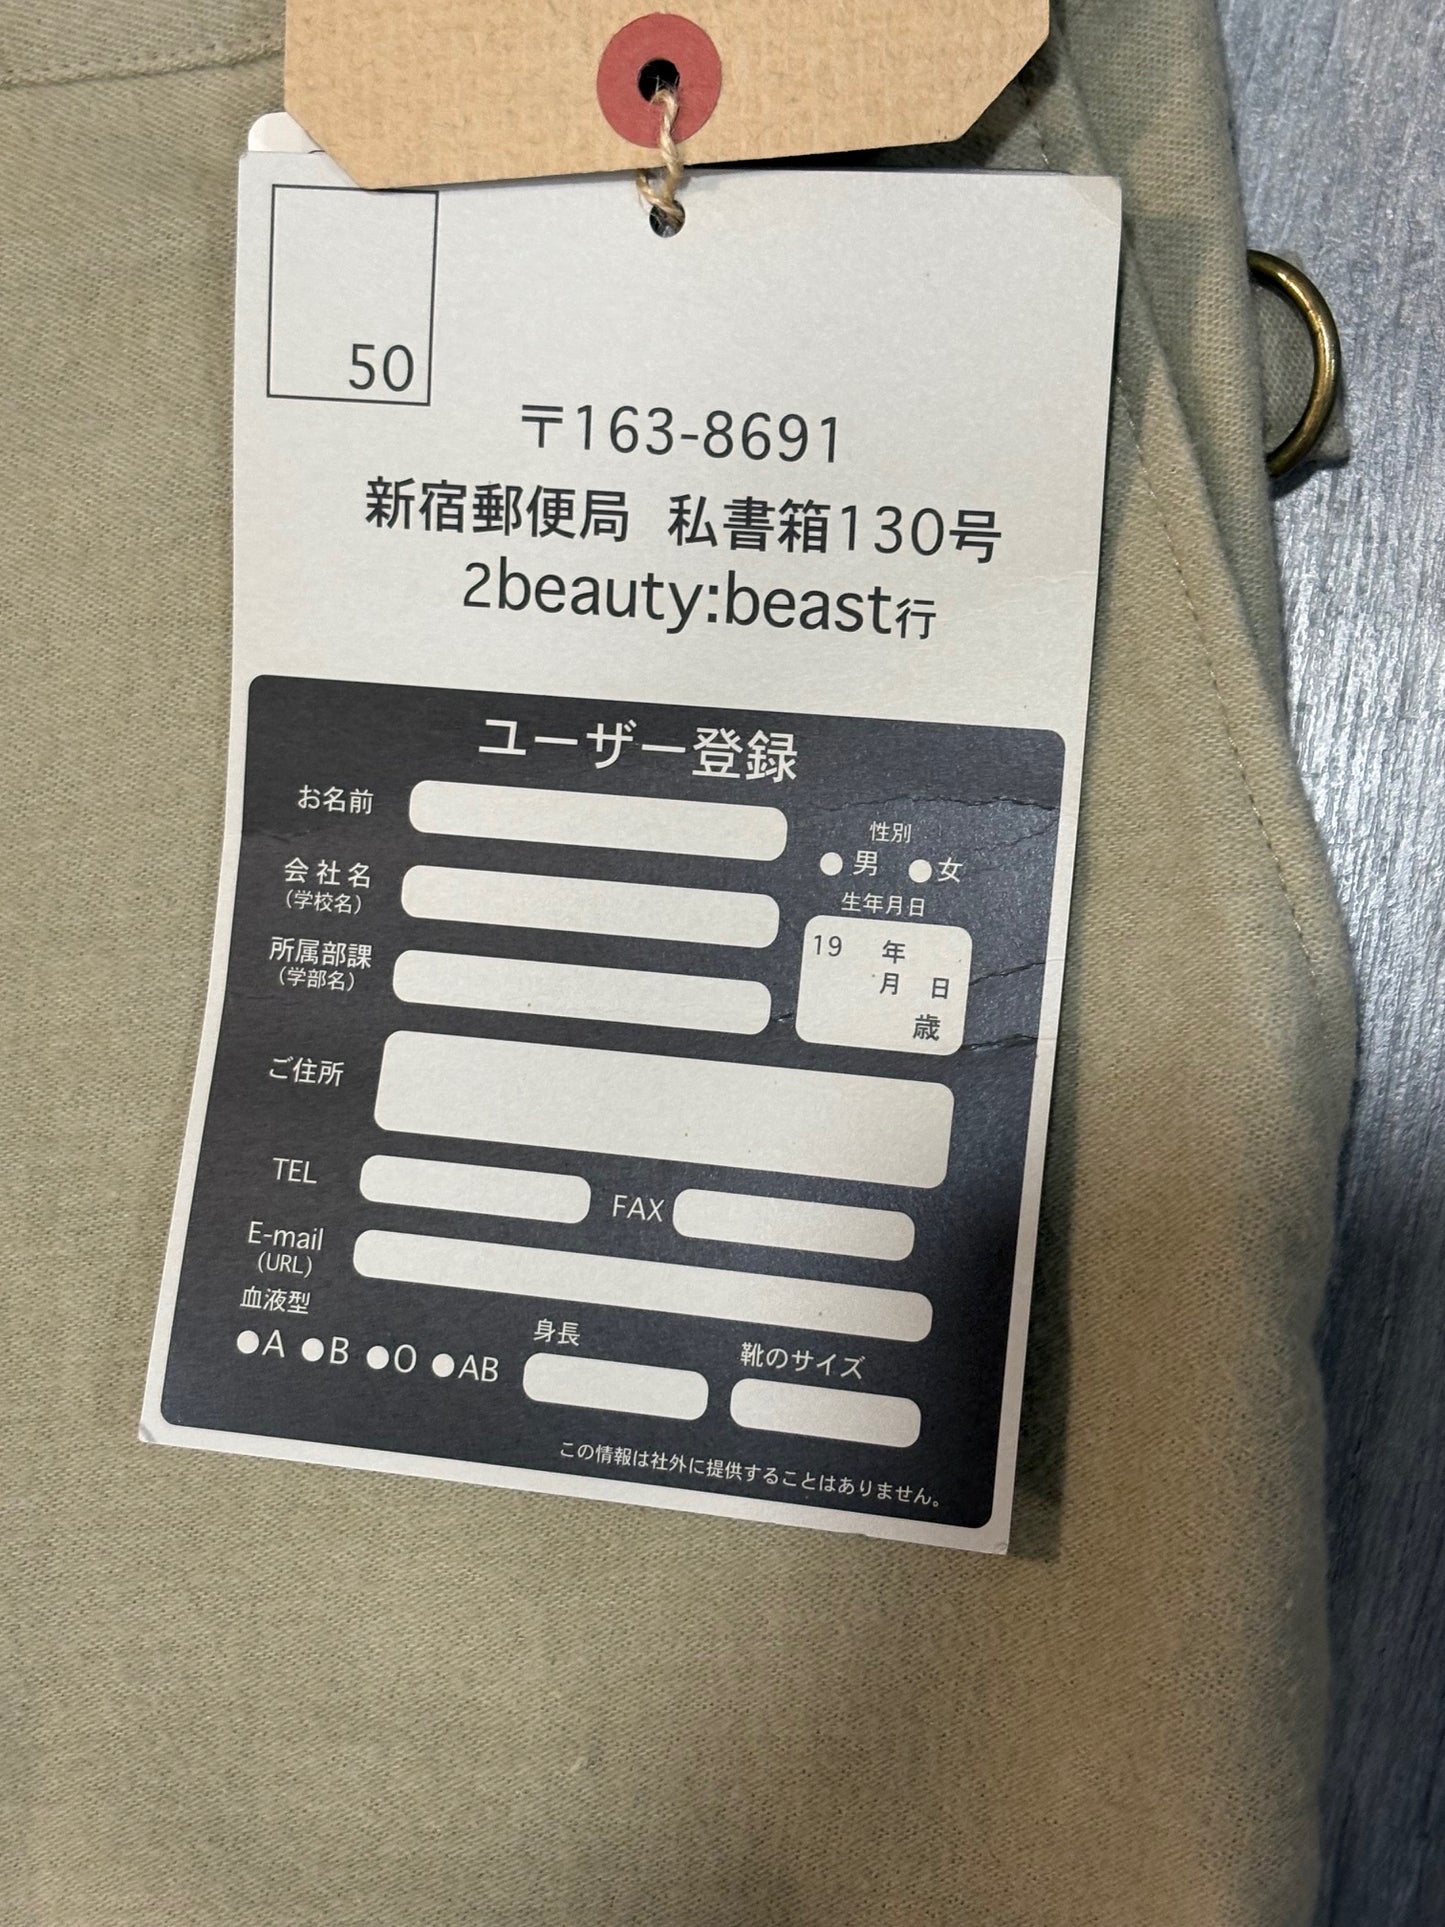 50
〒163-8691
新宿郵便局 私書箱130号
2beauty:beast行
ユーザー登録
お名前
性別
●男 ●女
会社名
(学校名)
生年月日
19 年
月 日
歳
所属部課
(学部名)
ご住所
TEL
FAX
E-mail
(URL)
血液型
●A ●B ●O ●AB
身長
靴のサイズ
この情報は社外に提供することはありません。